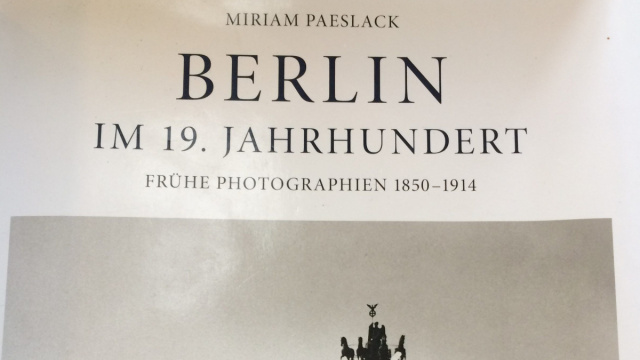 MIRIAM PAESLACK
BERLIN
IM 19. JAHRHUNDERT
FRÜHE PHOTOGRAPHIEN 1850–1914